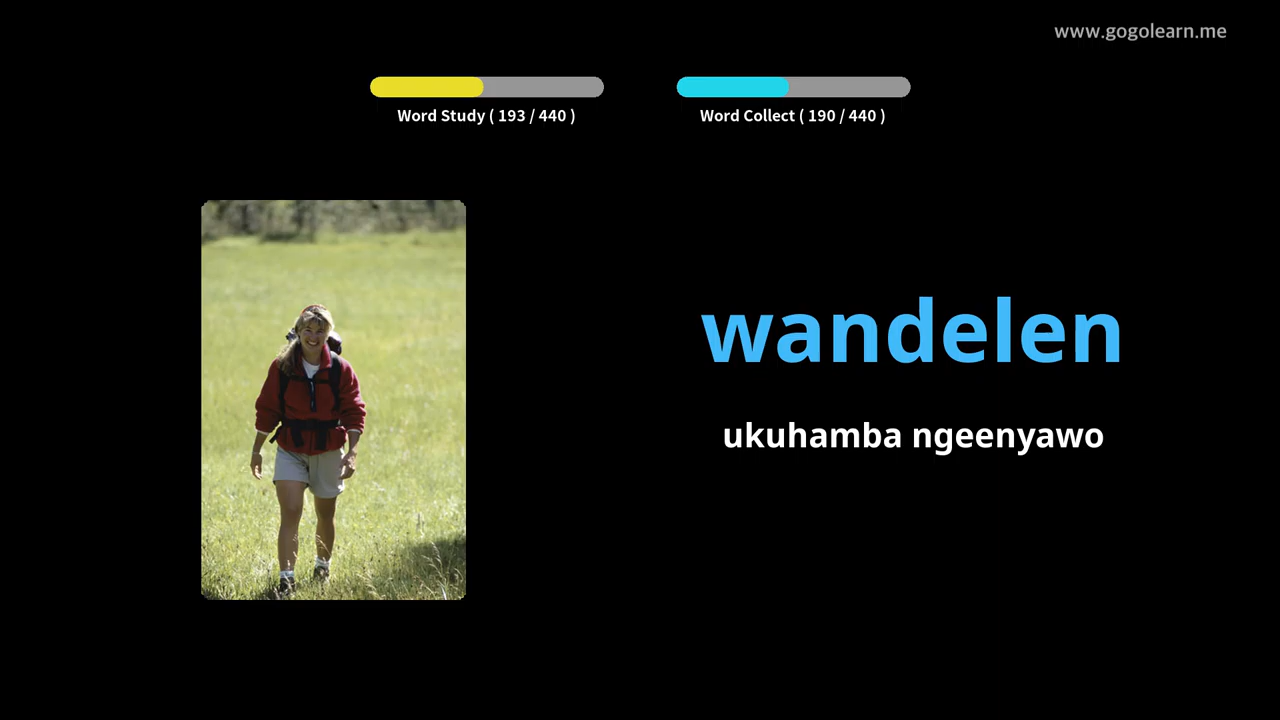 www.gogolearn.me
Word Study ( 193 / 440 )
Word Collect ( 190 / 440 )
wandelen
ukuhamba ngeenyawo